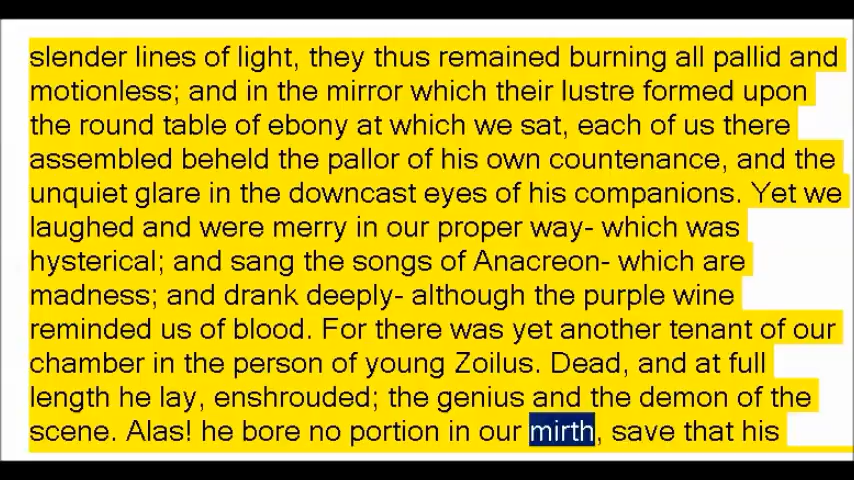 slender lines of light, they thus remained burning all pallid and
motionless; and in the mirror which their lustre formed upon
the round table of ebony at which we sat, each of us there
assembled beheld the pallor of his own countenance, and the
unquiet glare in the downcast eyes of his companions. Yet we
laughed and were merry in our proper way- which was
hysterical; and sang the songs of Anacreon- which are
madness; and drank deeply- although the purple wine
reminded us of blood. For there was yet another tenant of our
chamber in the person of young Zoilus. Dead, and at full
length he lay, enshrouded; the genius and the demon of the
scene. Alas! he bore no portion in our mirth, save that his